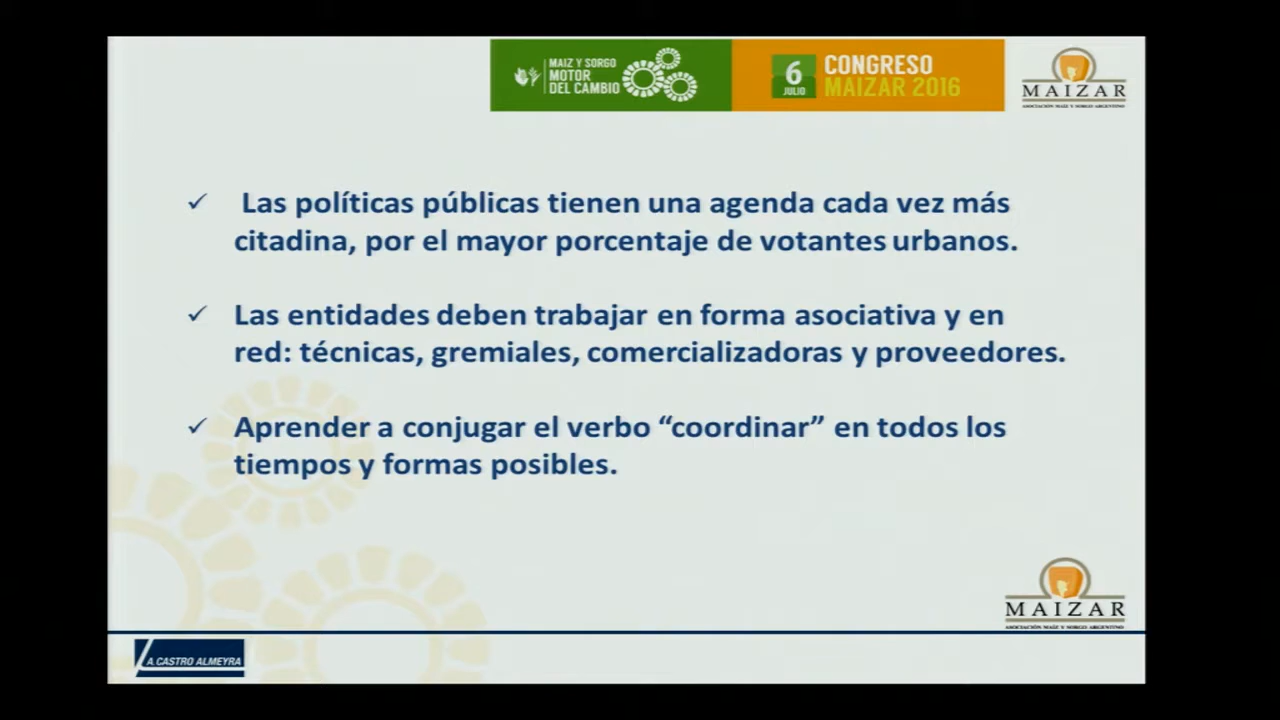 MAIZ Y SORGO
MOTOR
DEL CAMBIO
6
JULIO
CONGRESO
MAIZAR 2016
MAIZAR
ASOCIACIÓN MAÍZ Y SORGO ARGENTINO
✓ Las políticas públicas tienen una agenda cada vez más
citadina, por el mayor porcentaje de votantes urbanos.
✓ Las entidades deben trabajar en forma asociativa y en
red: técnicas, gremiales, comercializadoras y proveedores.
✓ Aprender a conjugar el verbo “coordinar” en todos los
tiempos y formas posibles.
MAIZAR
ASOCIACIÓN MAÍZ Y SORGO ARGENTINO
A. CASTRO ALMEYRA